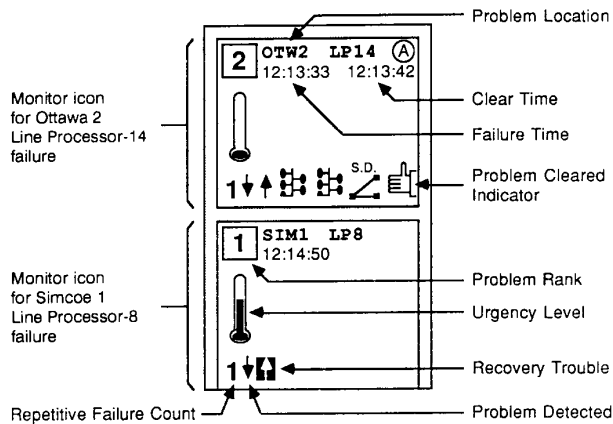 Problem Location
2 OTW2 LP14 A
12:13:33 12:13:42
Monitor icon
for Ottawa 2
Line Processor-14
failure
Clear Time
Failure Time
1 S.D.
Problem Cleared
Indicator
1 SIM1 LP8
12:14:50
Monitor icon
for Simcoe 1
Line Processor-8
failure
Problem Rank
Urgency Level
1
Recovery Trouble
Repetitive Failure Count
Problem Detected